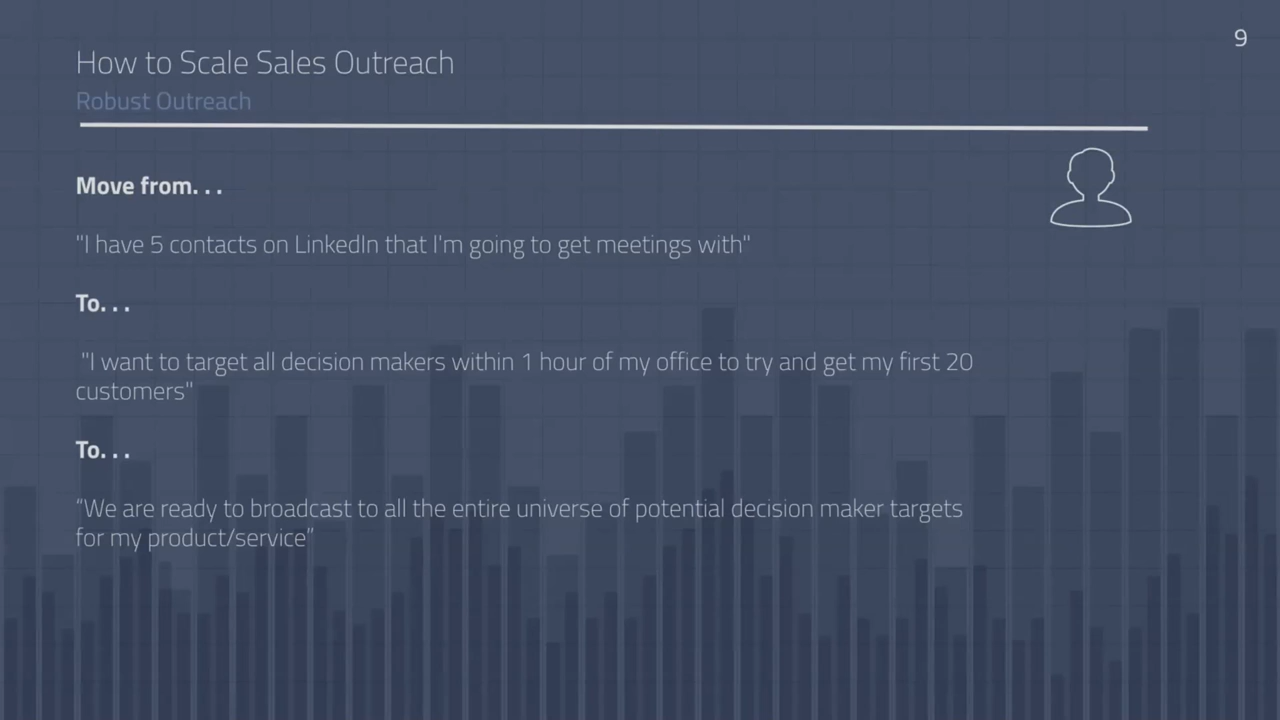 9
How to Scale Sales Outreach
Robust Outreach
Move from. . .
"I have 5 contacts on LinkedIn that I'm going to get meetings with"
To. . .
"I want to target all decision makers within 1 hour of my office to try and get my first 20
customers"
To. . .
“We are ready to broadcast to all the entire universe of potential decision maker targets
for my product/service”